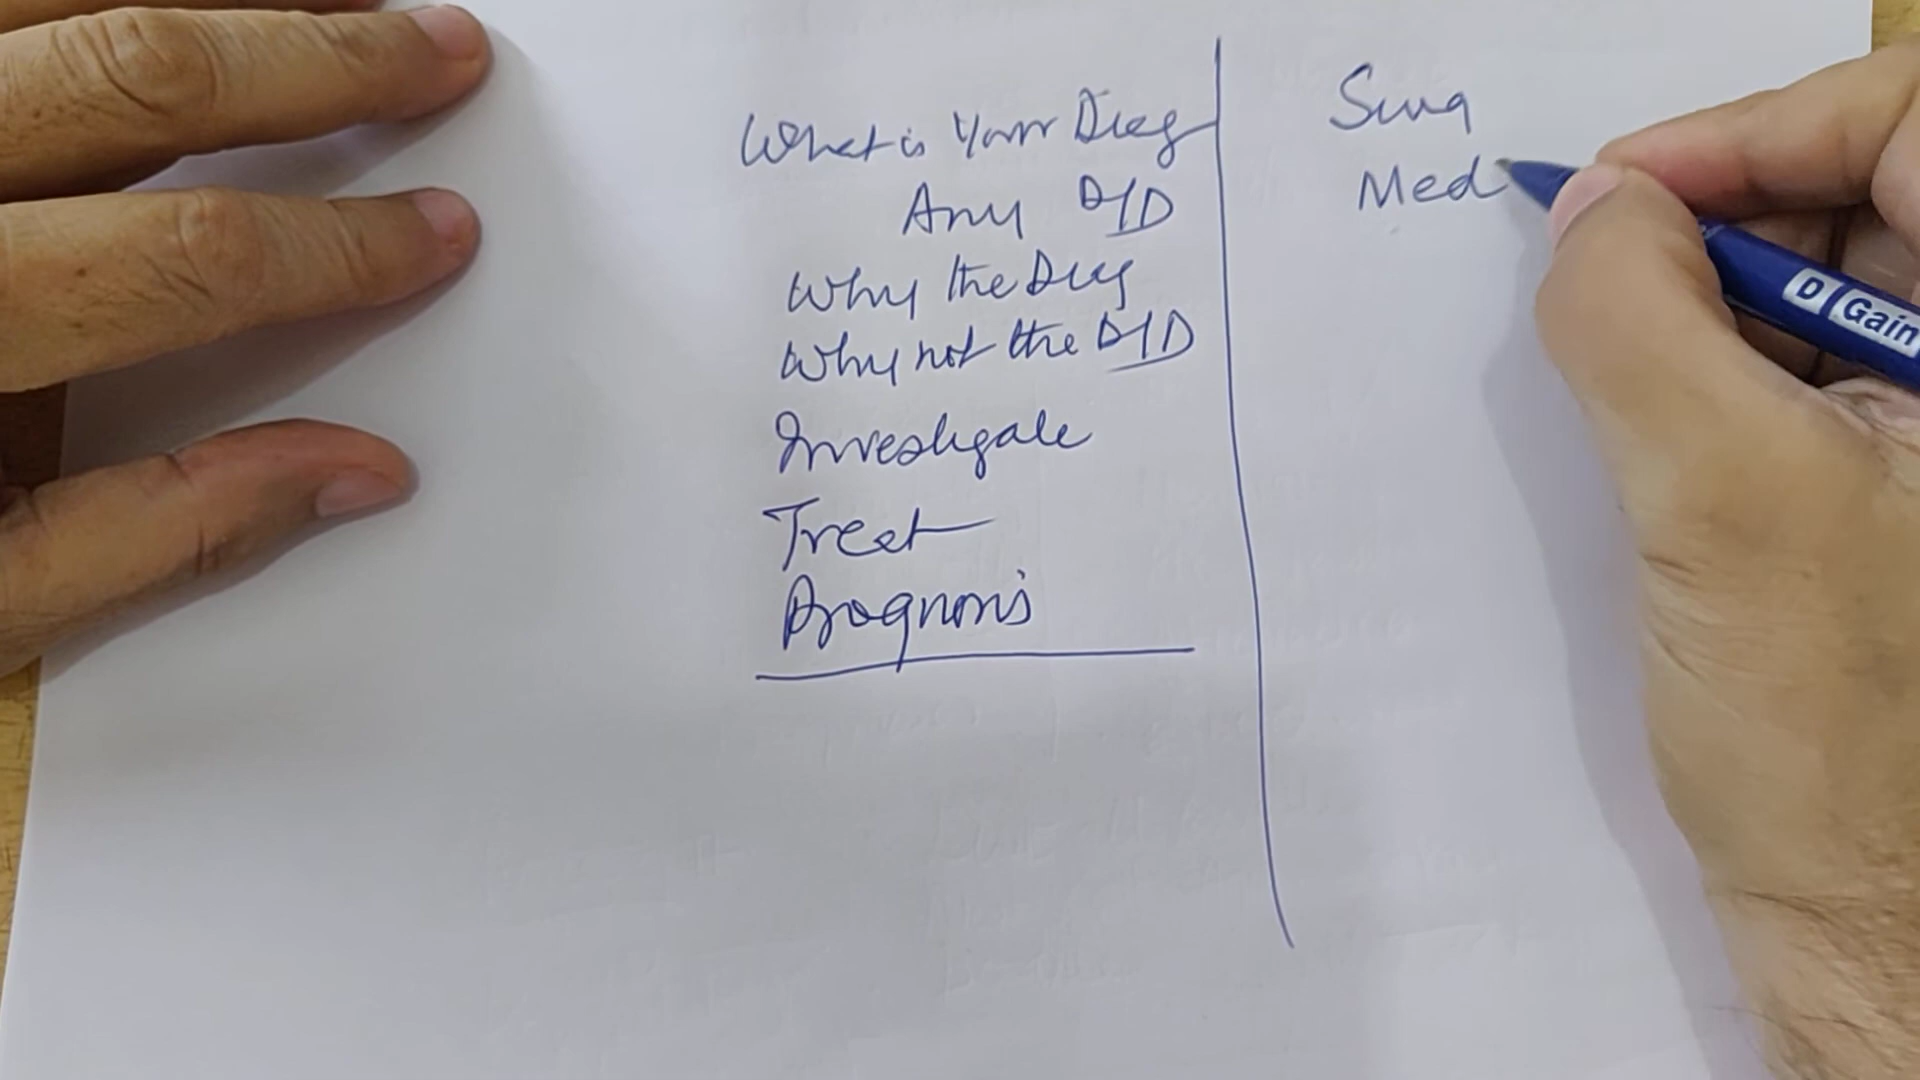 What is Your Diag
Any D/D
Why the Diag
Why not the D/D
Investigate
Treat
Prognosis
Surg
Med
D Gain